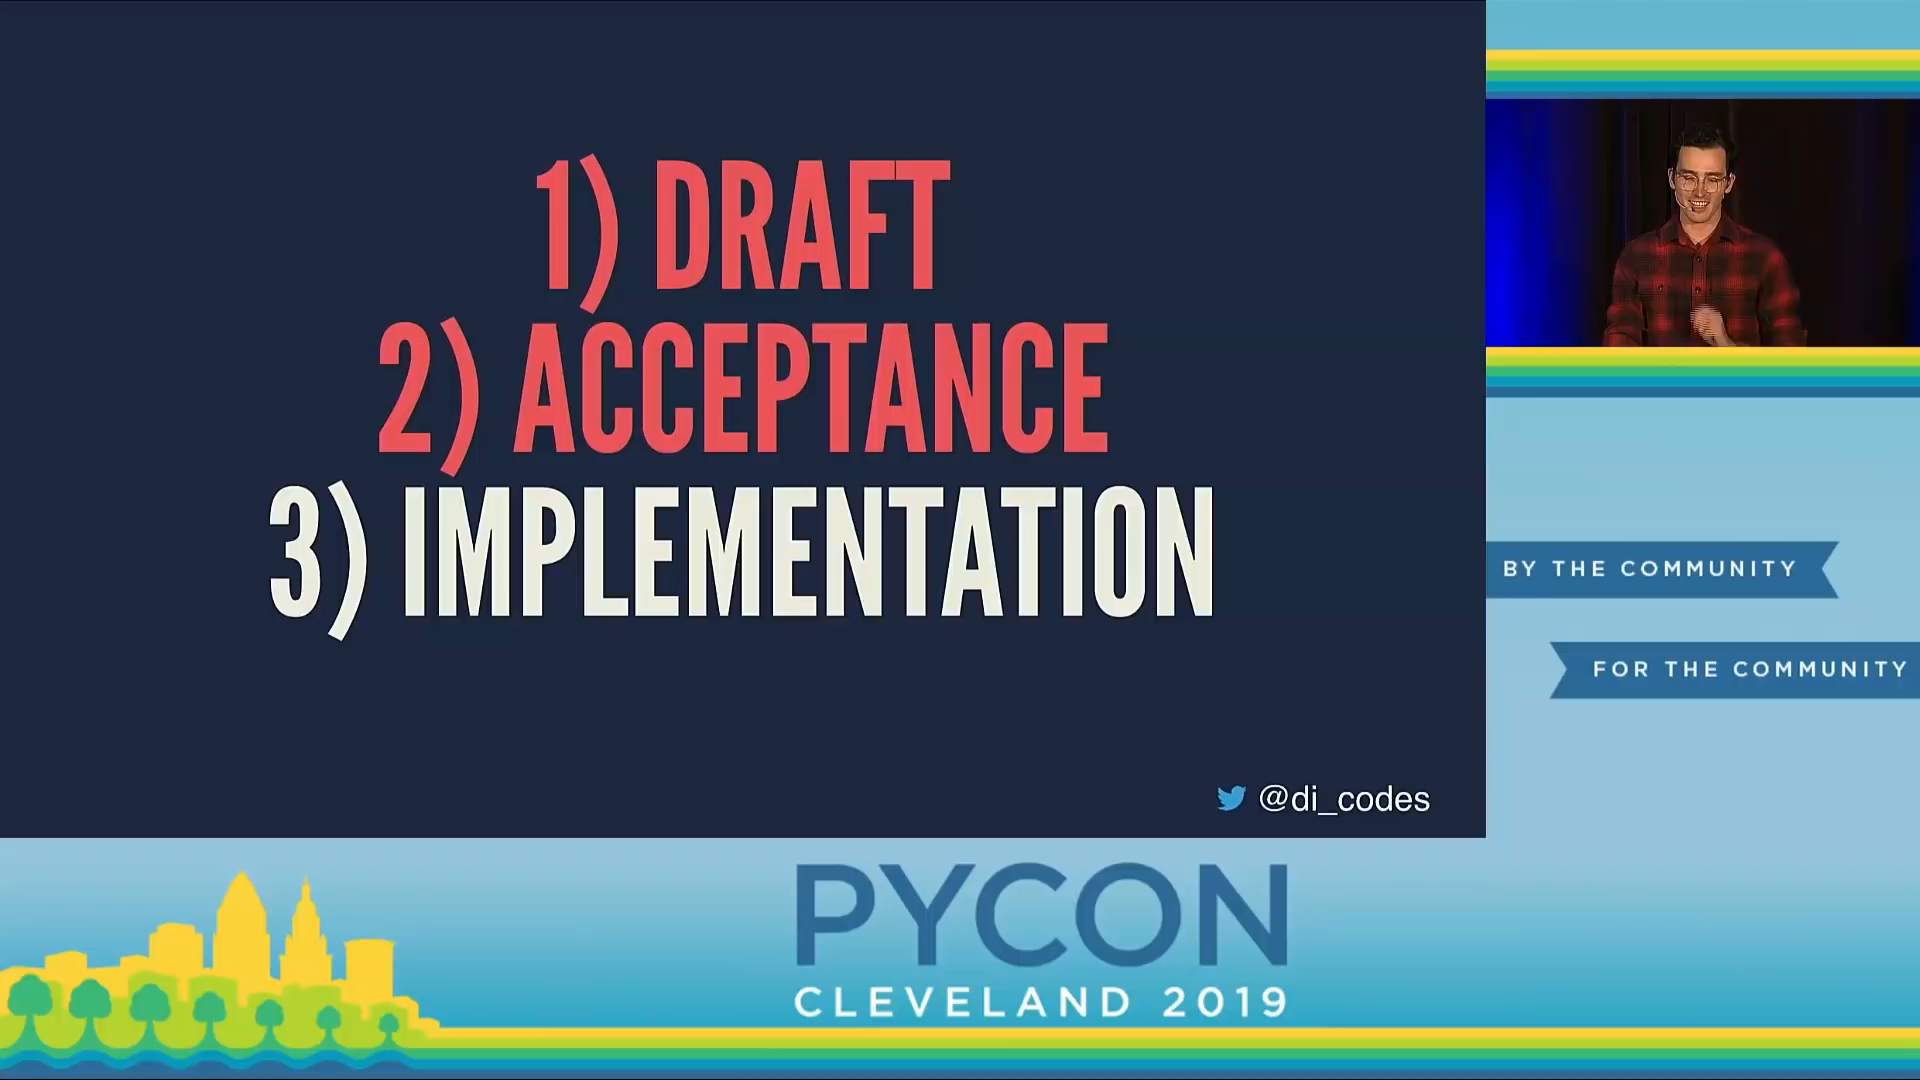 1) DRAFT
2) ACCEPTANCE
3) IMPLEMENTATION
@di_codes
BY THE COMMUNITY
FOR THE COMMUNITY
PYCON
CLEVELAND 2019